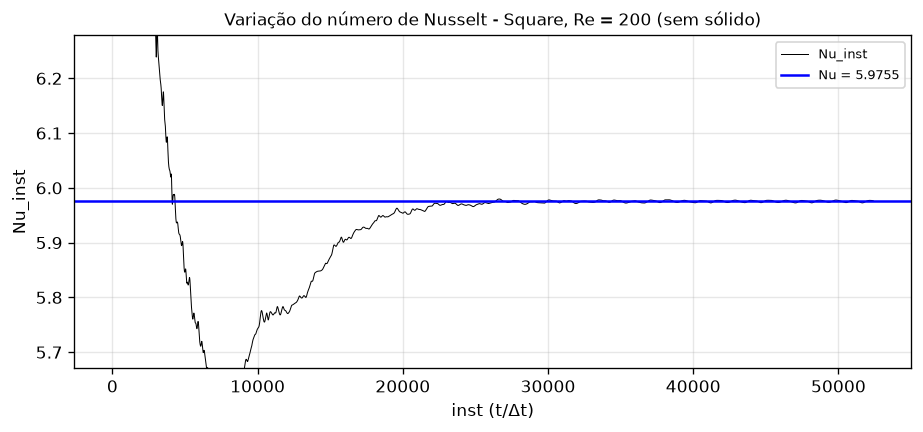 Variação do número de Nusselt - Square, Re = 200 (sem sólido)
Nu_inst
Nu = 5.9755
Nu_inst
6.2
6.1
6.0
5.9
5.8
5.7
0 10000 20000 30000 40000 50000
inst (t/Δt)